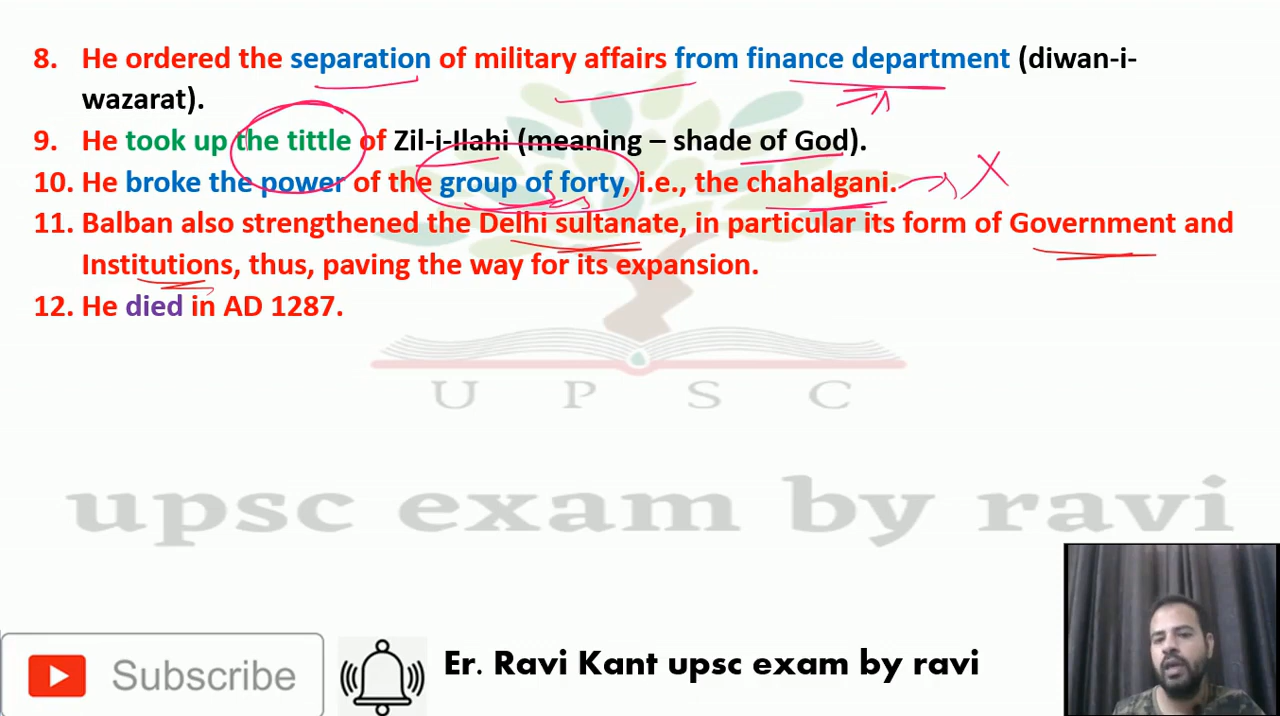 8. He ordered the separation of military affairs from finance department (diwan-i-
wazarat).
9. He took up the tittle of Zil-i-Ilahi (meaning – shade of God).
10. He broke the power of the group of forty, i.e., the chahalgani.
11. Balban also strengthened the Delhi sultanate, in particular its form of Government and
Institutions, thus, paving the way for its expansion.
12. He died in AD 1287.
U P S C
upsc exam by ravi
Subscribe
Er. Ravi Kant upsc exam by ravi